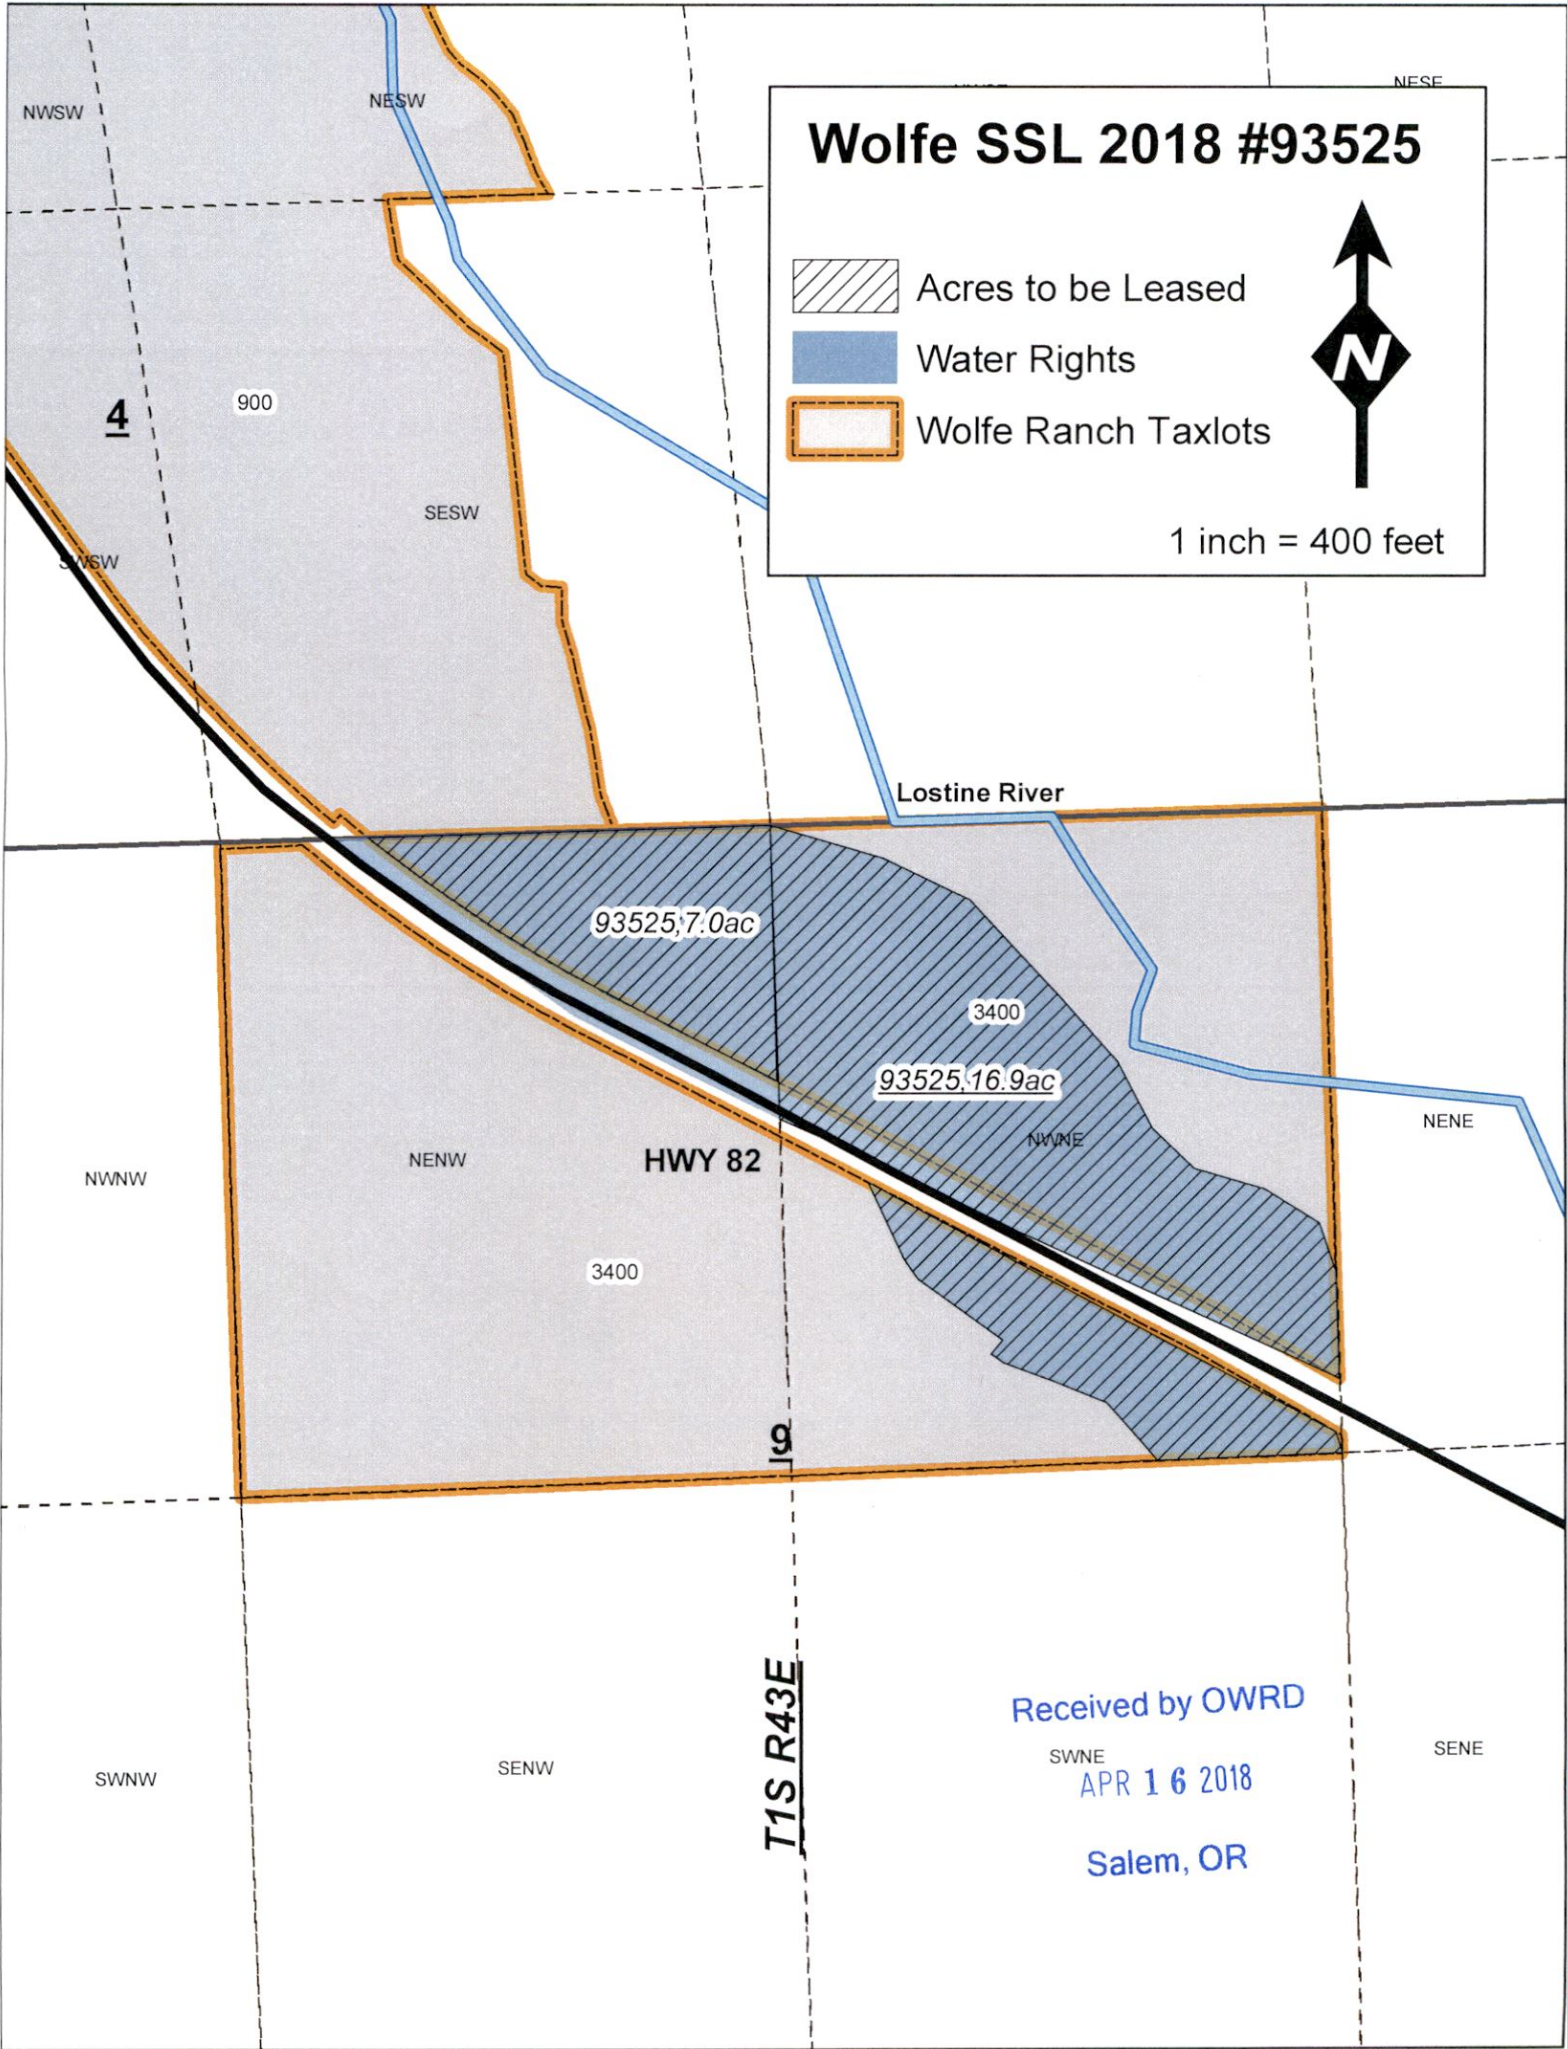 NWSW
NESW
NESE
Wolfe SSL 2018 #93525
Acres to be Leased
Water Rights
Wolfe Ranch Taxlots
N
1 inch = 400 feet
4
900
SESW
SWSW
Lostine River
93525,7.0ac
3400
93525,16.9ac
NWNE
NENE
HWY 82
NENW
NWNW
3400
9
T1S R43E
Received by OWRD
SWNE
APR 16 2018
Salem, OR
SENE
SENW
SWNW